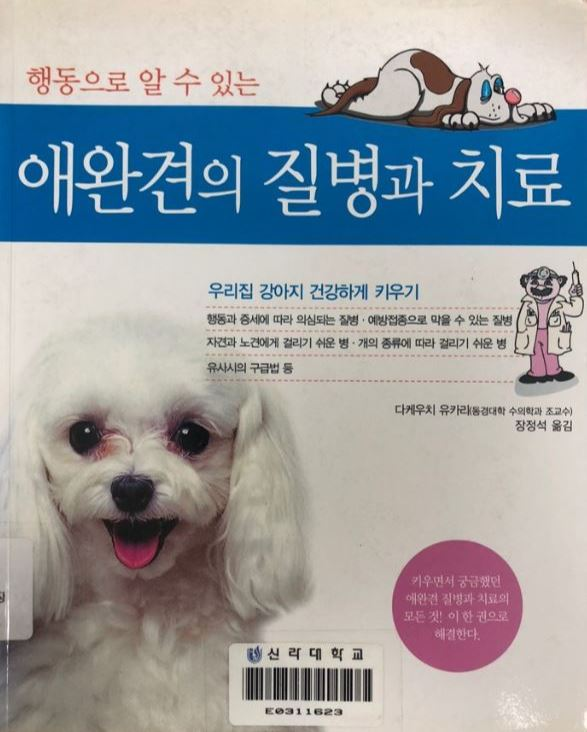 행동으로 알 수 있는
애완견의 질병과 치료
우리집 강아지 건강하게 키우기
행동과 증세에 따라 의심되는 질병 · 예방접종으로 막을 수 있는 질병
자견과 노견에게 걸리기 쉬운 병 · 개의 종류에 따라 걸리기 쉬운 병
유사시의 구급법 등
다케우치 유카리(동경대학 수의학과 조교수)
장정석 옮김
키우면서 궁금했던
애완견 질병과 치료의
모든 것! 이 한 권으로
해결한다.
신라대학교
E0311623